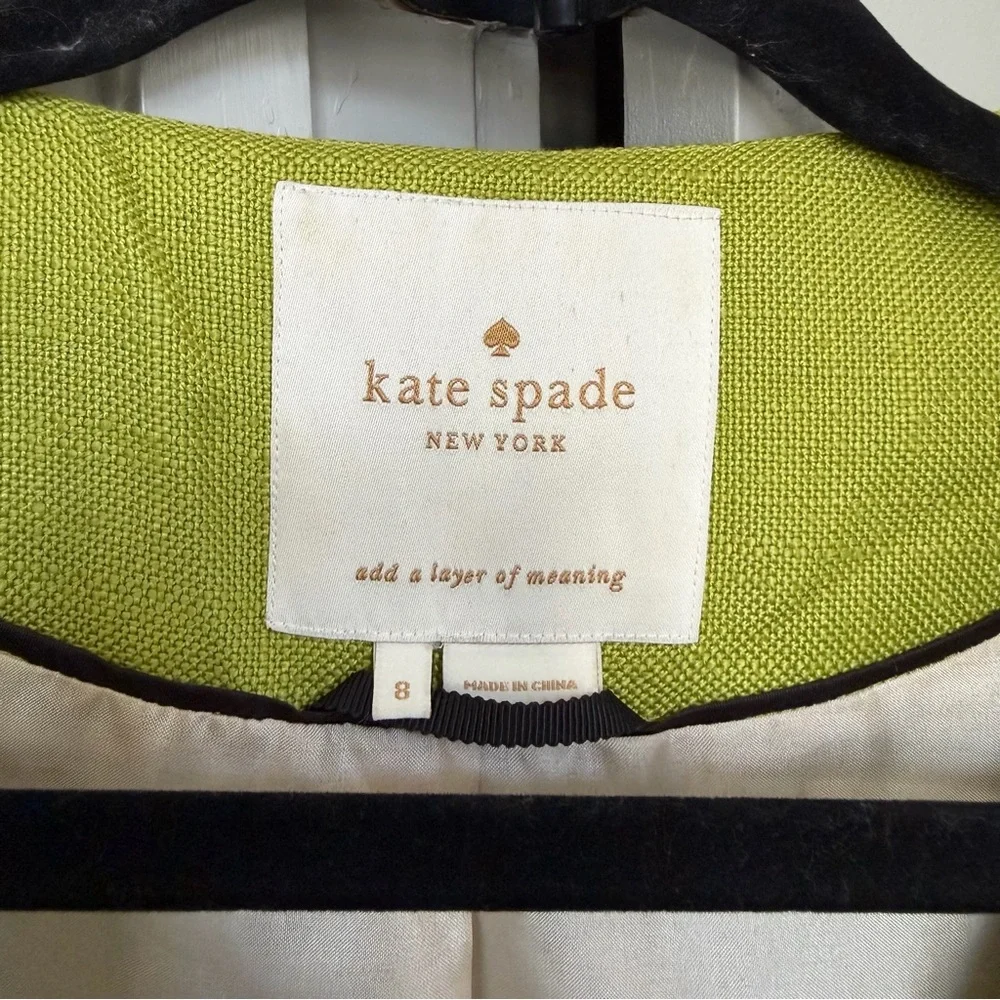 kate spade
NEW YORK
add a layer of meaning
8
MADE IN CHINA